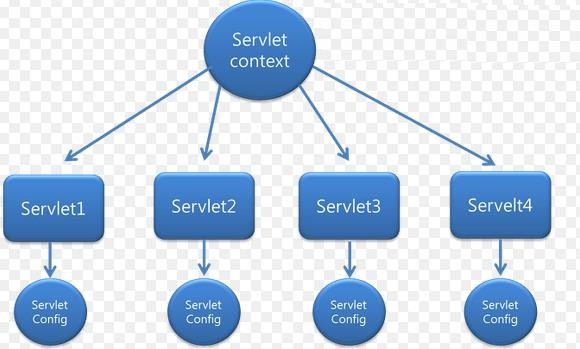 Servlet
context
Servlet1
Servlet2
Servlet3
Servelt4
Servlet
Config
Servlet
Config
Servlet
Config
Servlet
Config